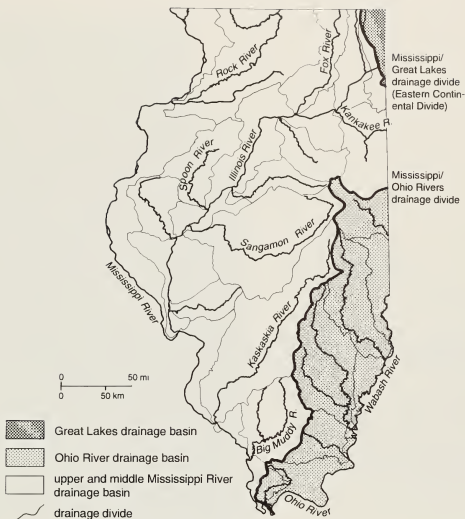 Rock River
Fox River
Mississippi/
Great Lakes
drainage divide
(Eastern Contin-
ental Divide)
Kankakee R.
Spoon River
Illinois River
Mississippi/
Ohio Rivers
drainage divide
Sangamon River
Mississippi River
Kaskaskia River
Wabash River
0 50 mi
0 50 km
Big Muddy R.
Ohio River
Great Lakes drainage basin
Ohio River drainage basin
upper and middle Mississippi River
drainage basin
drainage divide